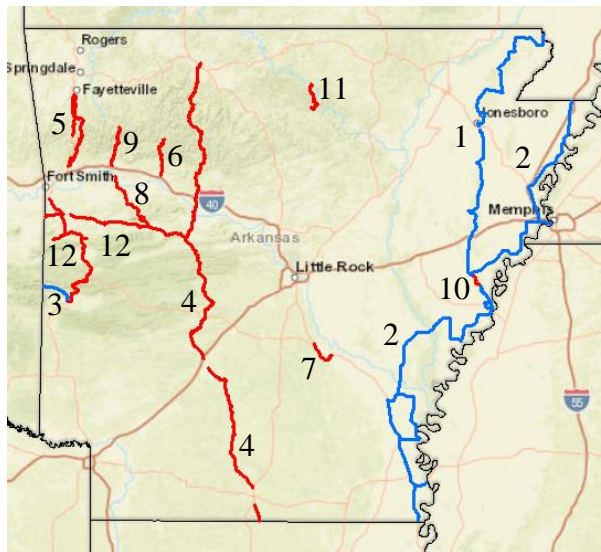 Rogers
Springdale
Fayetteville
11
5
9
6
1
Jonesboro
2
Fort Smith
8
40
Memphis
12
12
Arkansas
Little Rock
3
4
10
2
7
55
4